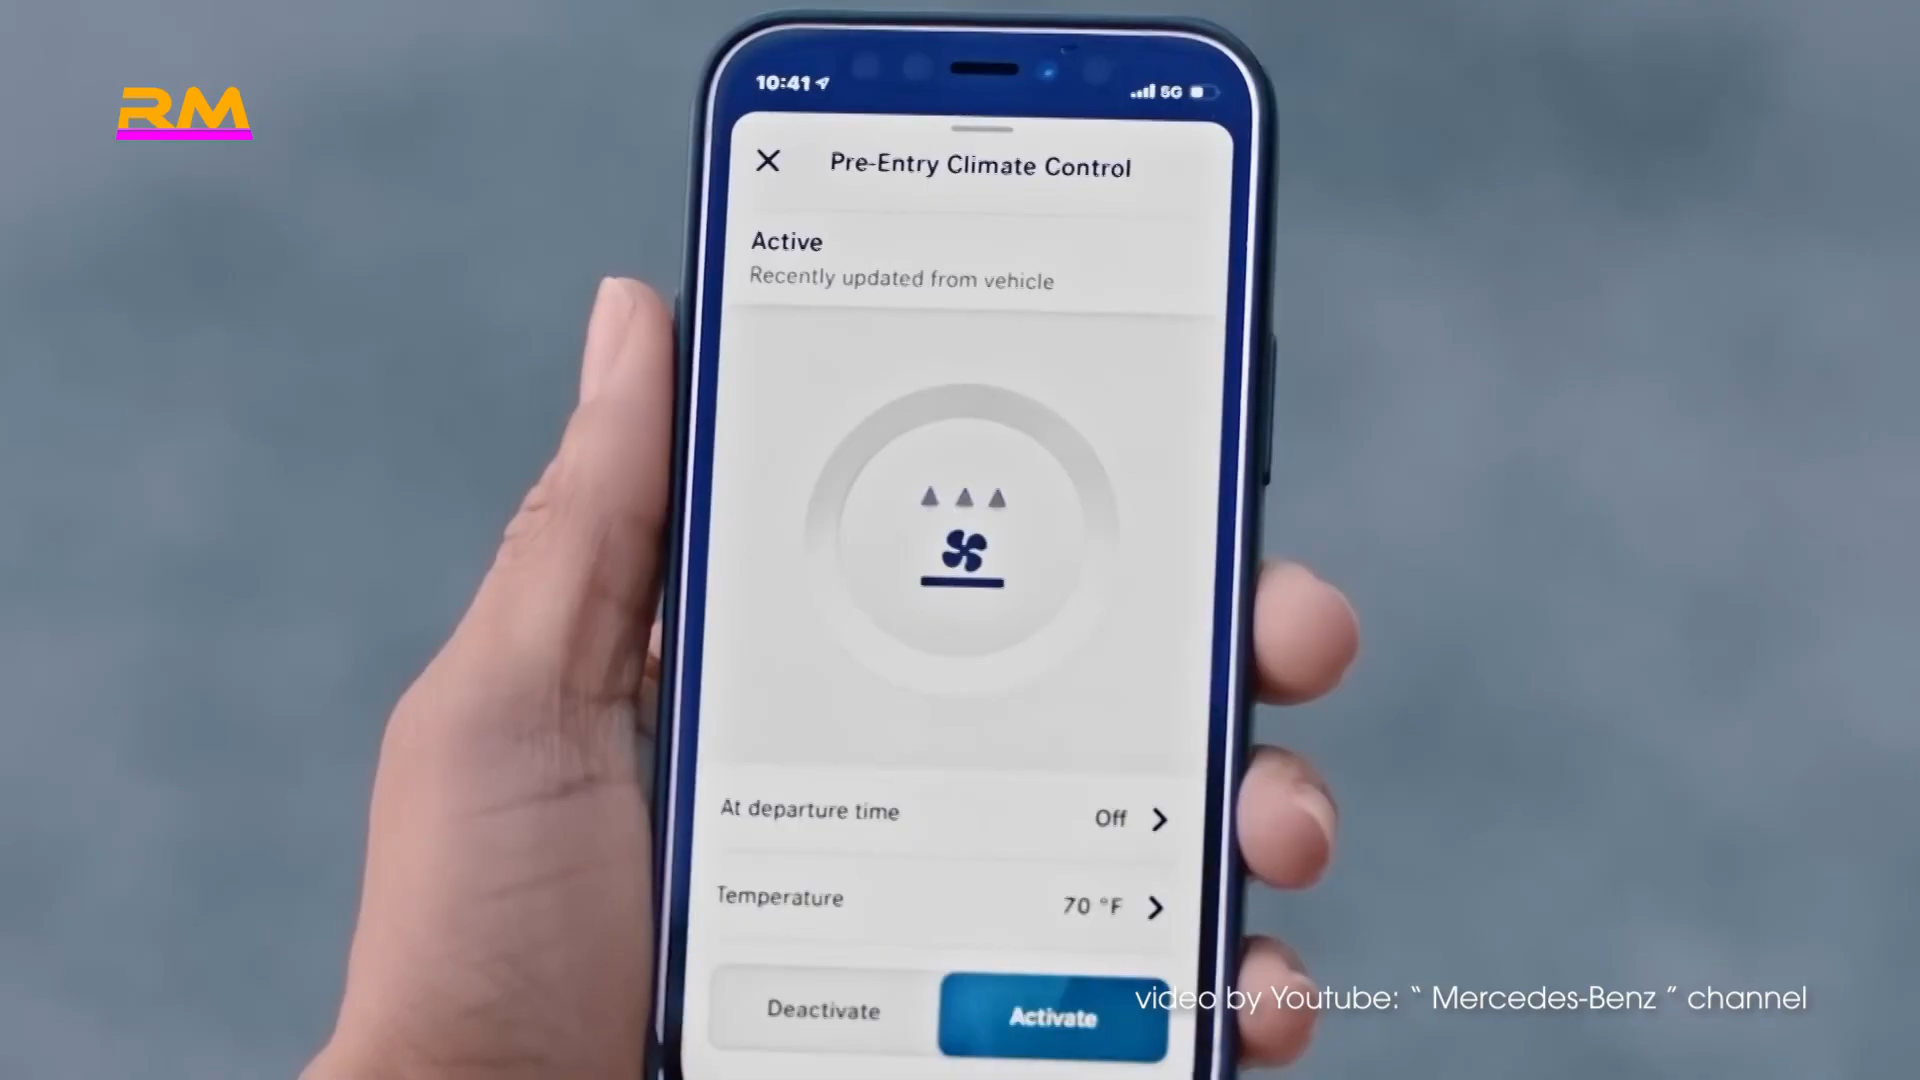 RM
10:41
5G
Pre-Entry Climate Control
Active
Recently updated from vehicle
At departure time Off
Temperature 70 °F
Deactivate Activate
video by Youtube: “ Mercedes-Benz ” channel